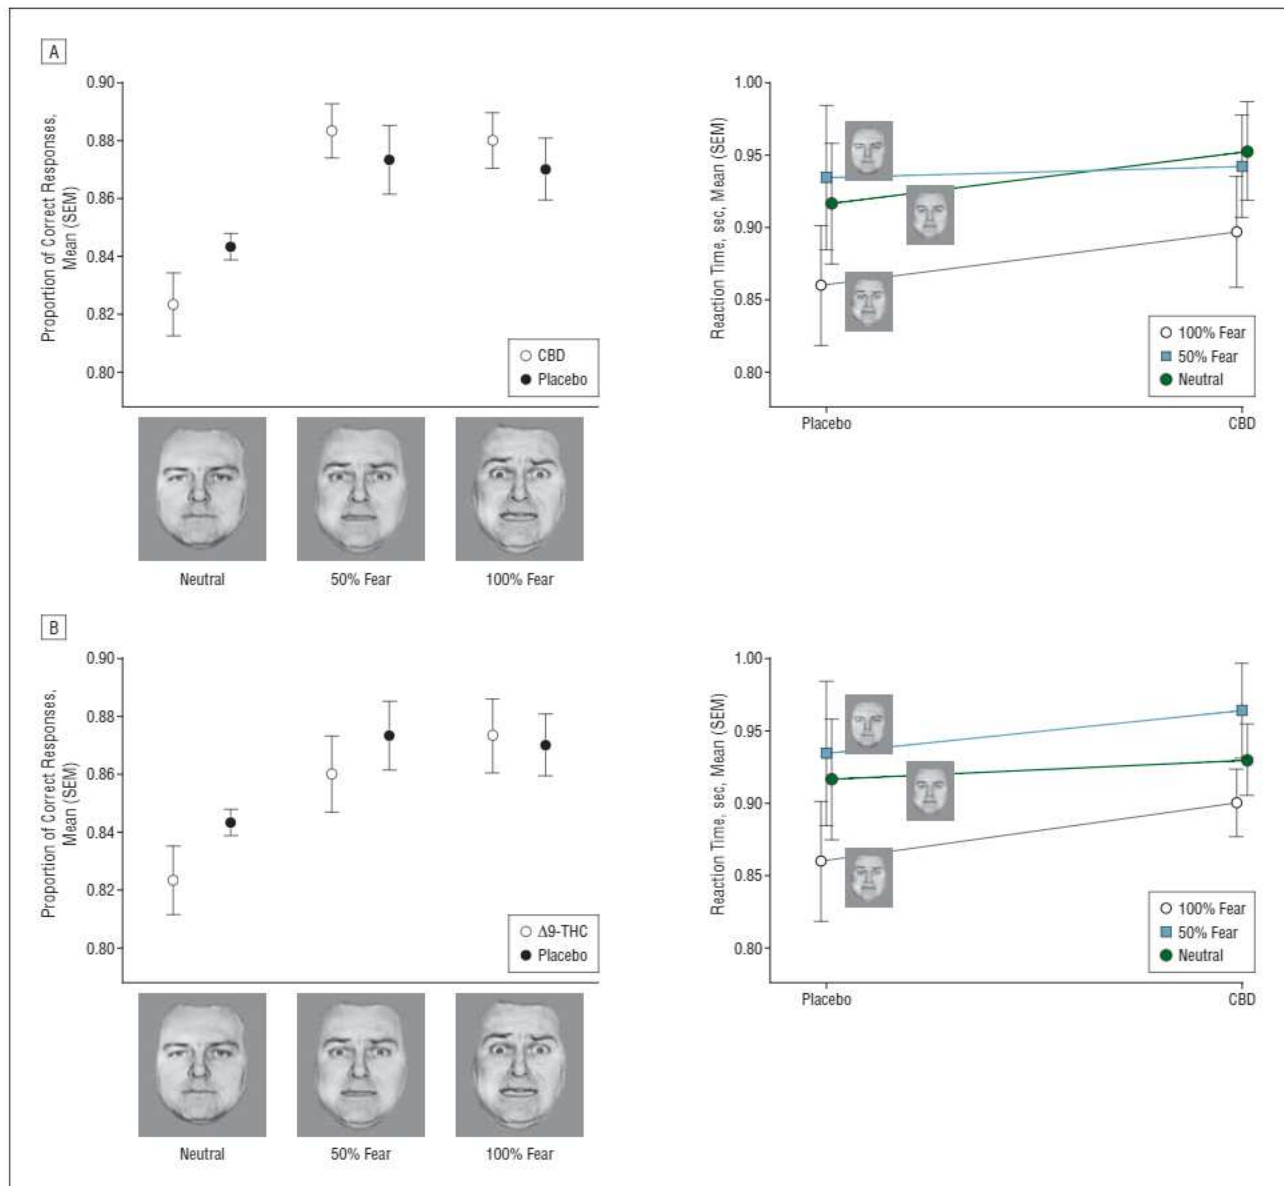 A
Proportion of Correct Responses,
Mean (SEM)
0.90
0.88
0.86
0.84
0.82
0.80
CBD
Placebo
Neutral
50% Fear
100% Fear
Reaction Time, sec, Mean (SEM)
1.00
0.95
0.90
0.85
0.80
100% Fear
50% Fear
Neutral
Placebo
CBD
B
Proportion of Correct Responses,
Mean (SEM)
0.90
0.88
0.86
0.84
0.82
0.80
Δ9-THC
Placebo
Neutral
50% Fear
100% Fear
Reaction Time, sec, Mean (SEM)
1.00
0.95
0.90
0.85
0.80
100% Fear
50% Fear
Neutral
Placebo
CBD